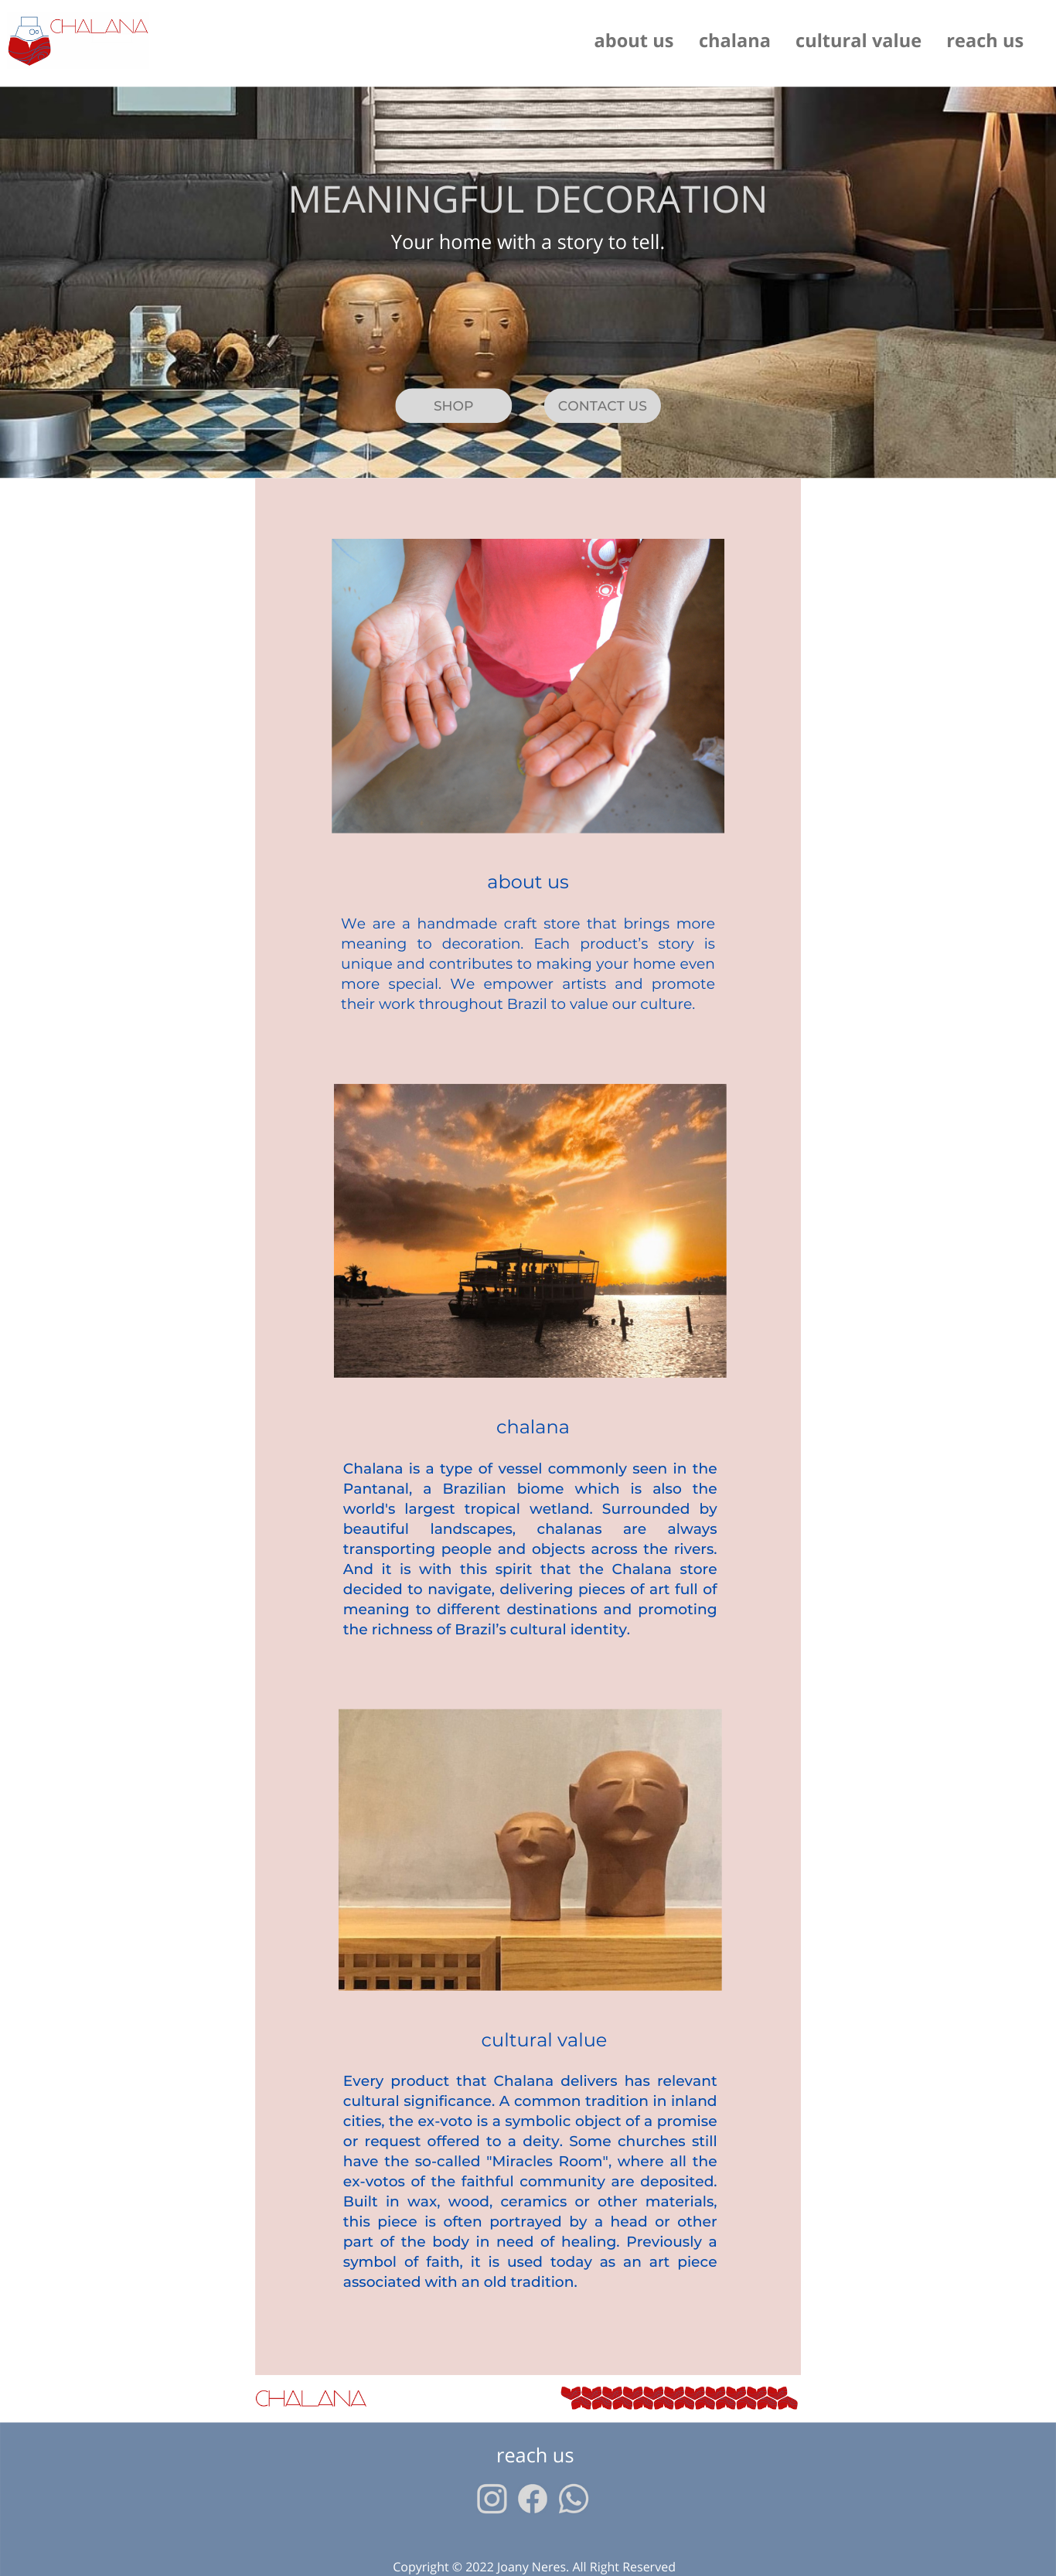 CHALANA
about us chalana cultural value reach us
MEANINGFUL DECORATION
Your home with a story to tell.
SHOP CONTACT US
about us
We are a handmade craft store that brings more
meaning to decoration. Each product’s story is
unique and contributes to making your home even
more special. We empower artists and promote
their work throughout Brazil to value our culture.
chalana
Chalana is a type of vessel commonly seen in the
Pantanal, a Brazilian biome which is also the
world's largest tropical wetland. Surrounded by
beautiful landscapes, chalanas are always
transporting people and objects across the rivers.
And it is with this spirit that the Chalana store
decided to navigate, delivering pieces of art full of
meaning to different destinations and promoting
the richness of Brazil’s cultural identity.
cultural value
Every product that Chalana delivers has relevant
cultural significance. A common tradition in inland
cities, the ex-voto is a symbolic object of a promise
or request offered to a deity. Some churches still
have the so-called "Miracles Room", where all the
ex-votos of the faithful community are deposited.
Built in wax, wood, ceramics or other materials,
this piece is often portrayed by a head or other
part of the body in need of healing. Previously a
symbol of faith, it is used today as an art piece
associated with an old tradition.
CHALANA
reach us
Copyright © 2022 Joany Neres. All Right Reserved